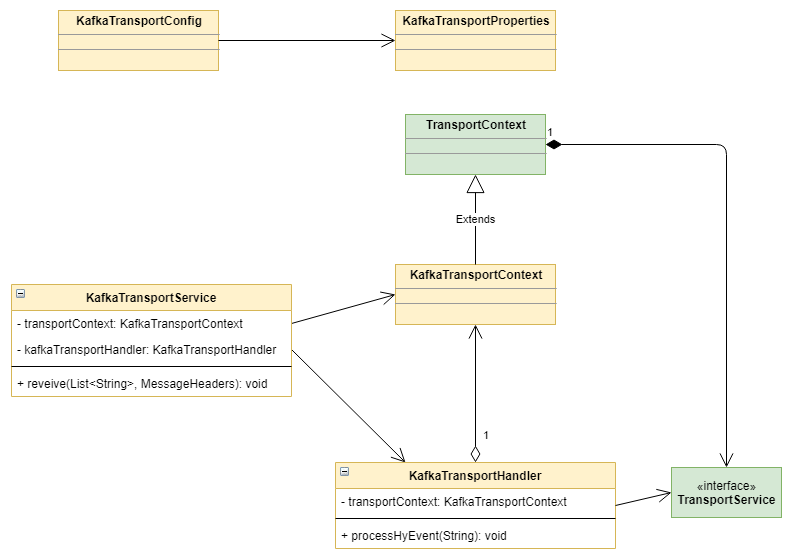 KafkaTransportConfig
KafkaTransportProperties
TransportContext
1
Extends
KafkaTransportContext
KafkaTransportService
- transportContext: KafkaTransportContext
- kafkaTransportHandler: KafkaTransportHandler
+ reveive(List<String>, MessageHeaders): void
1
KafkaTransportHandler
- transportContext: KafkaTransportContext
+ processHyEvent(String): void
«interface»
TransportService